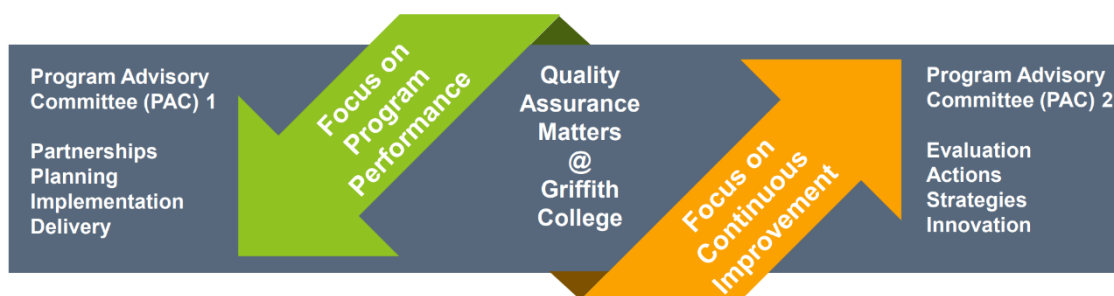 Program Advisory
Committee (PAC) 1
Partnerships
Planning
Implementation
Delivery
Focus on
Program
Performance
Quality
Assurance
Matters
@
Griffith
College
Focus on
Continuous
Improvement
Program Advisory
Committee (PAC) 2
Evaluation
Actions
Strategies
Innovation